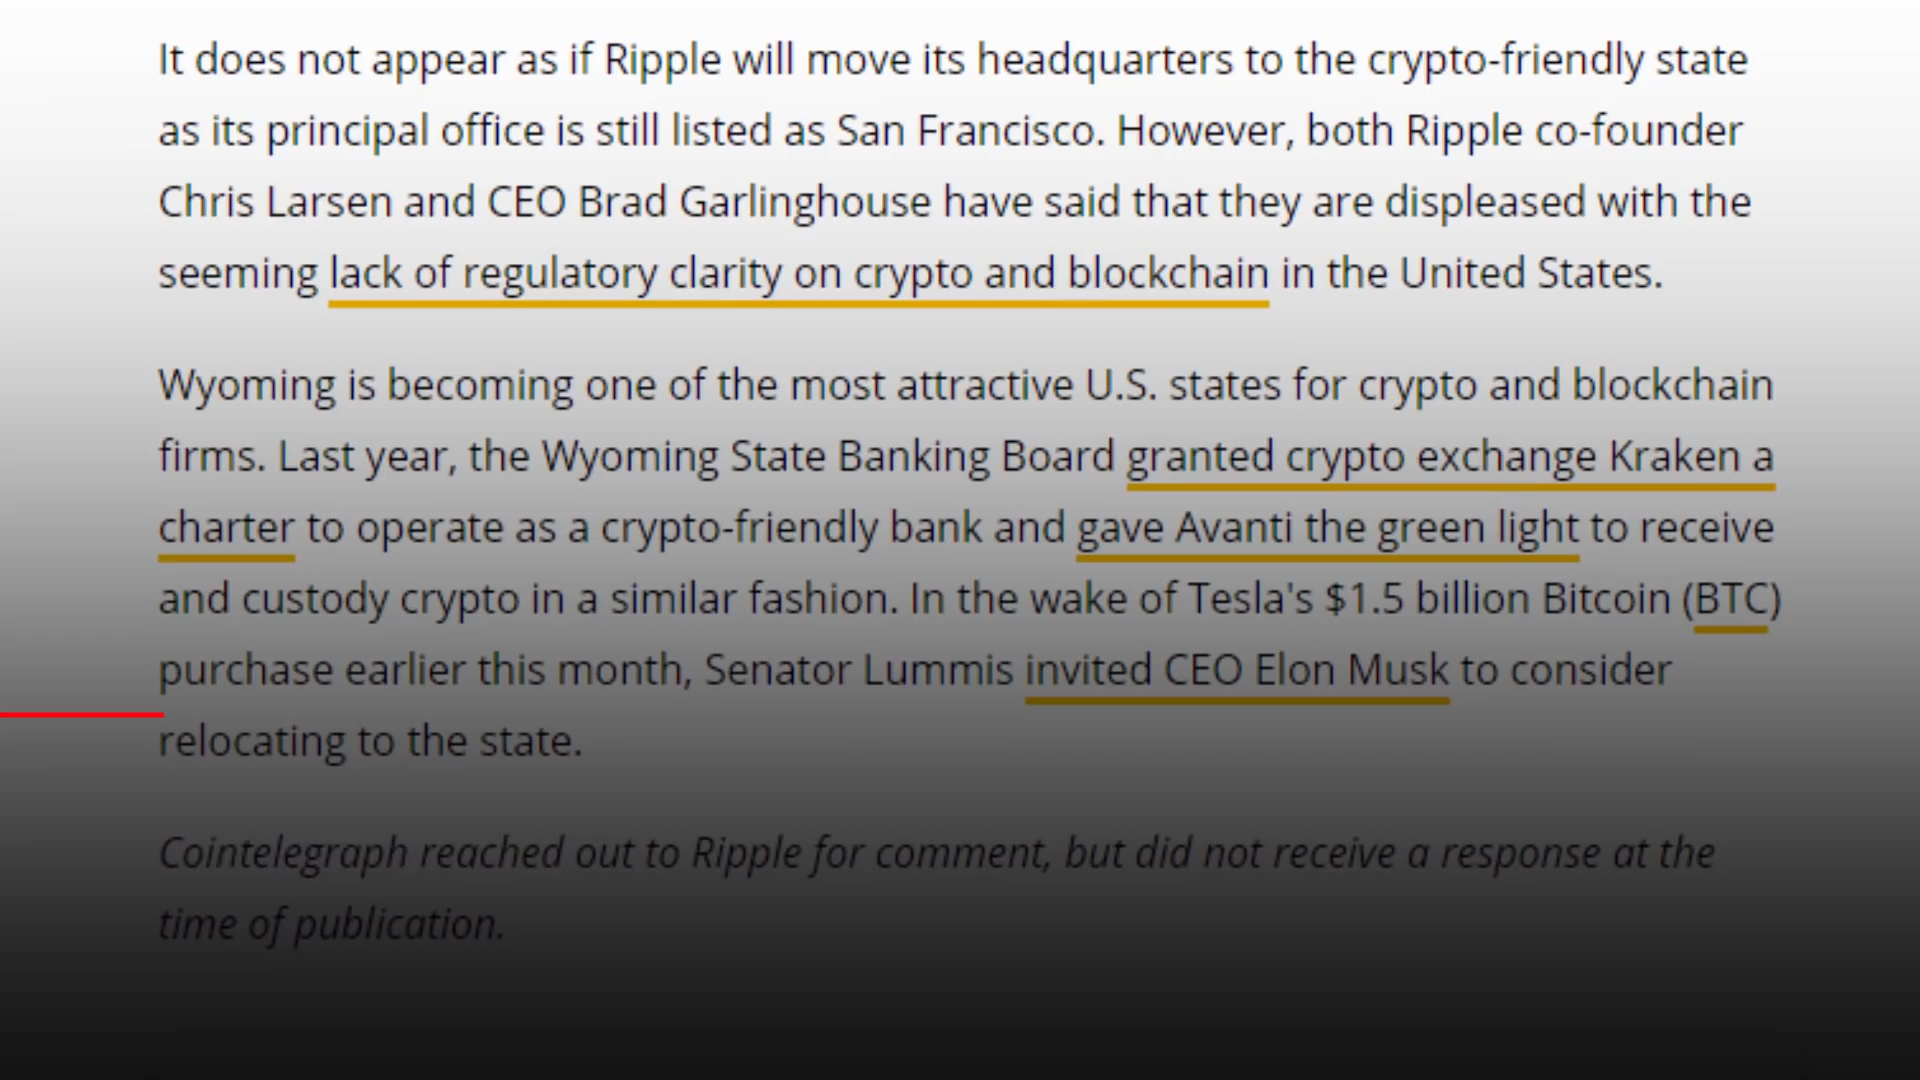 It does not appear as if Ripple will move its headquarters to the crypto-friendly state
as its principal office is still listed as San Francisco. However, both Ripple co-founder
Chris Larsen and CEO Brad Garlinghouse have said that they are displeased with the
seeming lack of regulatory clarity on crypto and blockchain in the United States.
Wyoming is becoming one of the most attractive U.S. states for crypto and blockchain
firms. Last year, the Wyoming State Banking Board granted crypto exchange Kraken a
charter to operate as a crypto-friendly bank and gave Avanti the green light to receive
and custody crypto in a similar fashion. In the wake of Tesla's $1.5 billion Bitcoin (BTC)
purchase earlier this month, Senator Lummis invited CEO Elon Musk to consider
relocating to the state.
Cointelegraph reached out to Ripple for comment, but did not receive a response at the
time of publication.